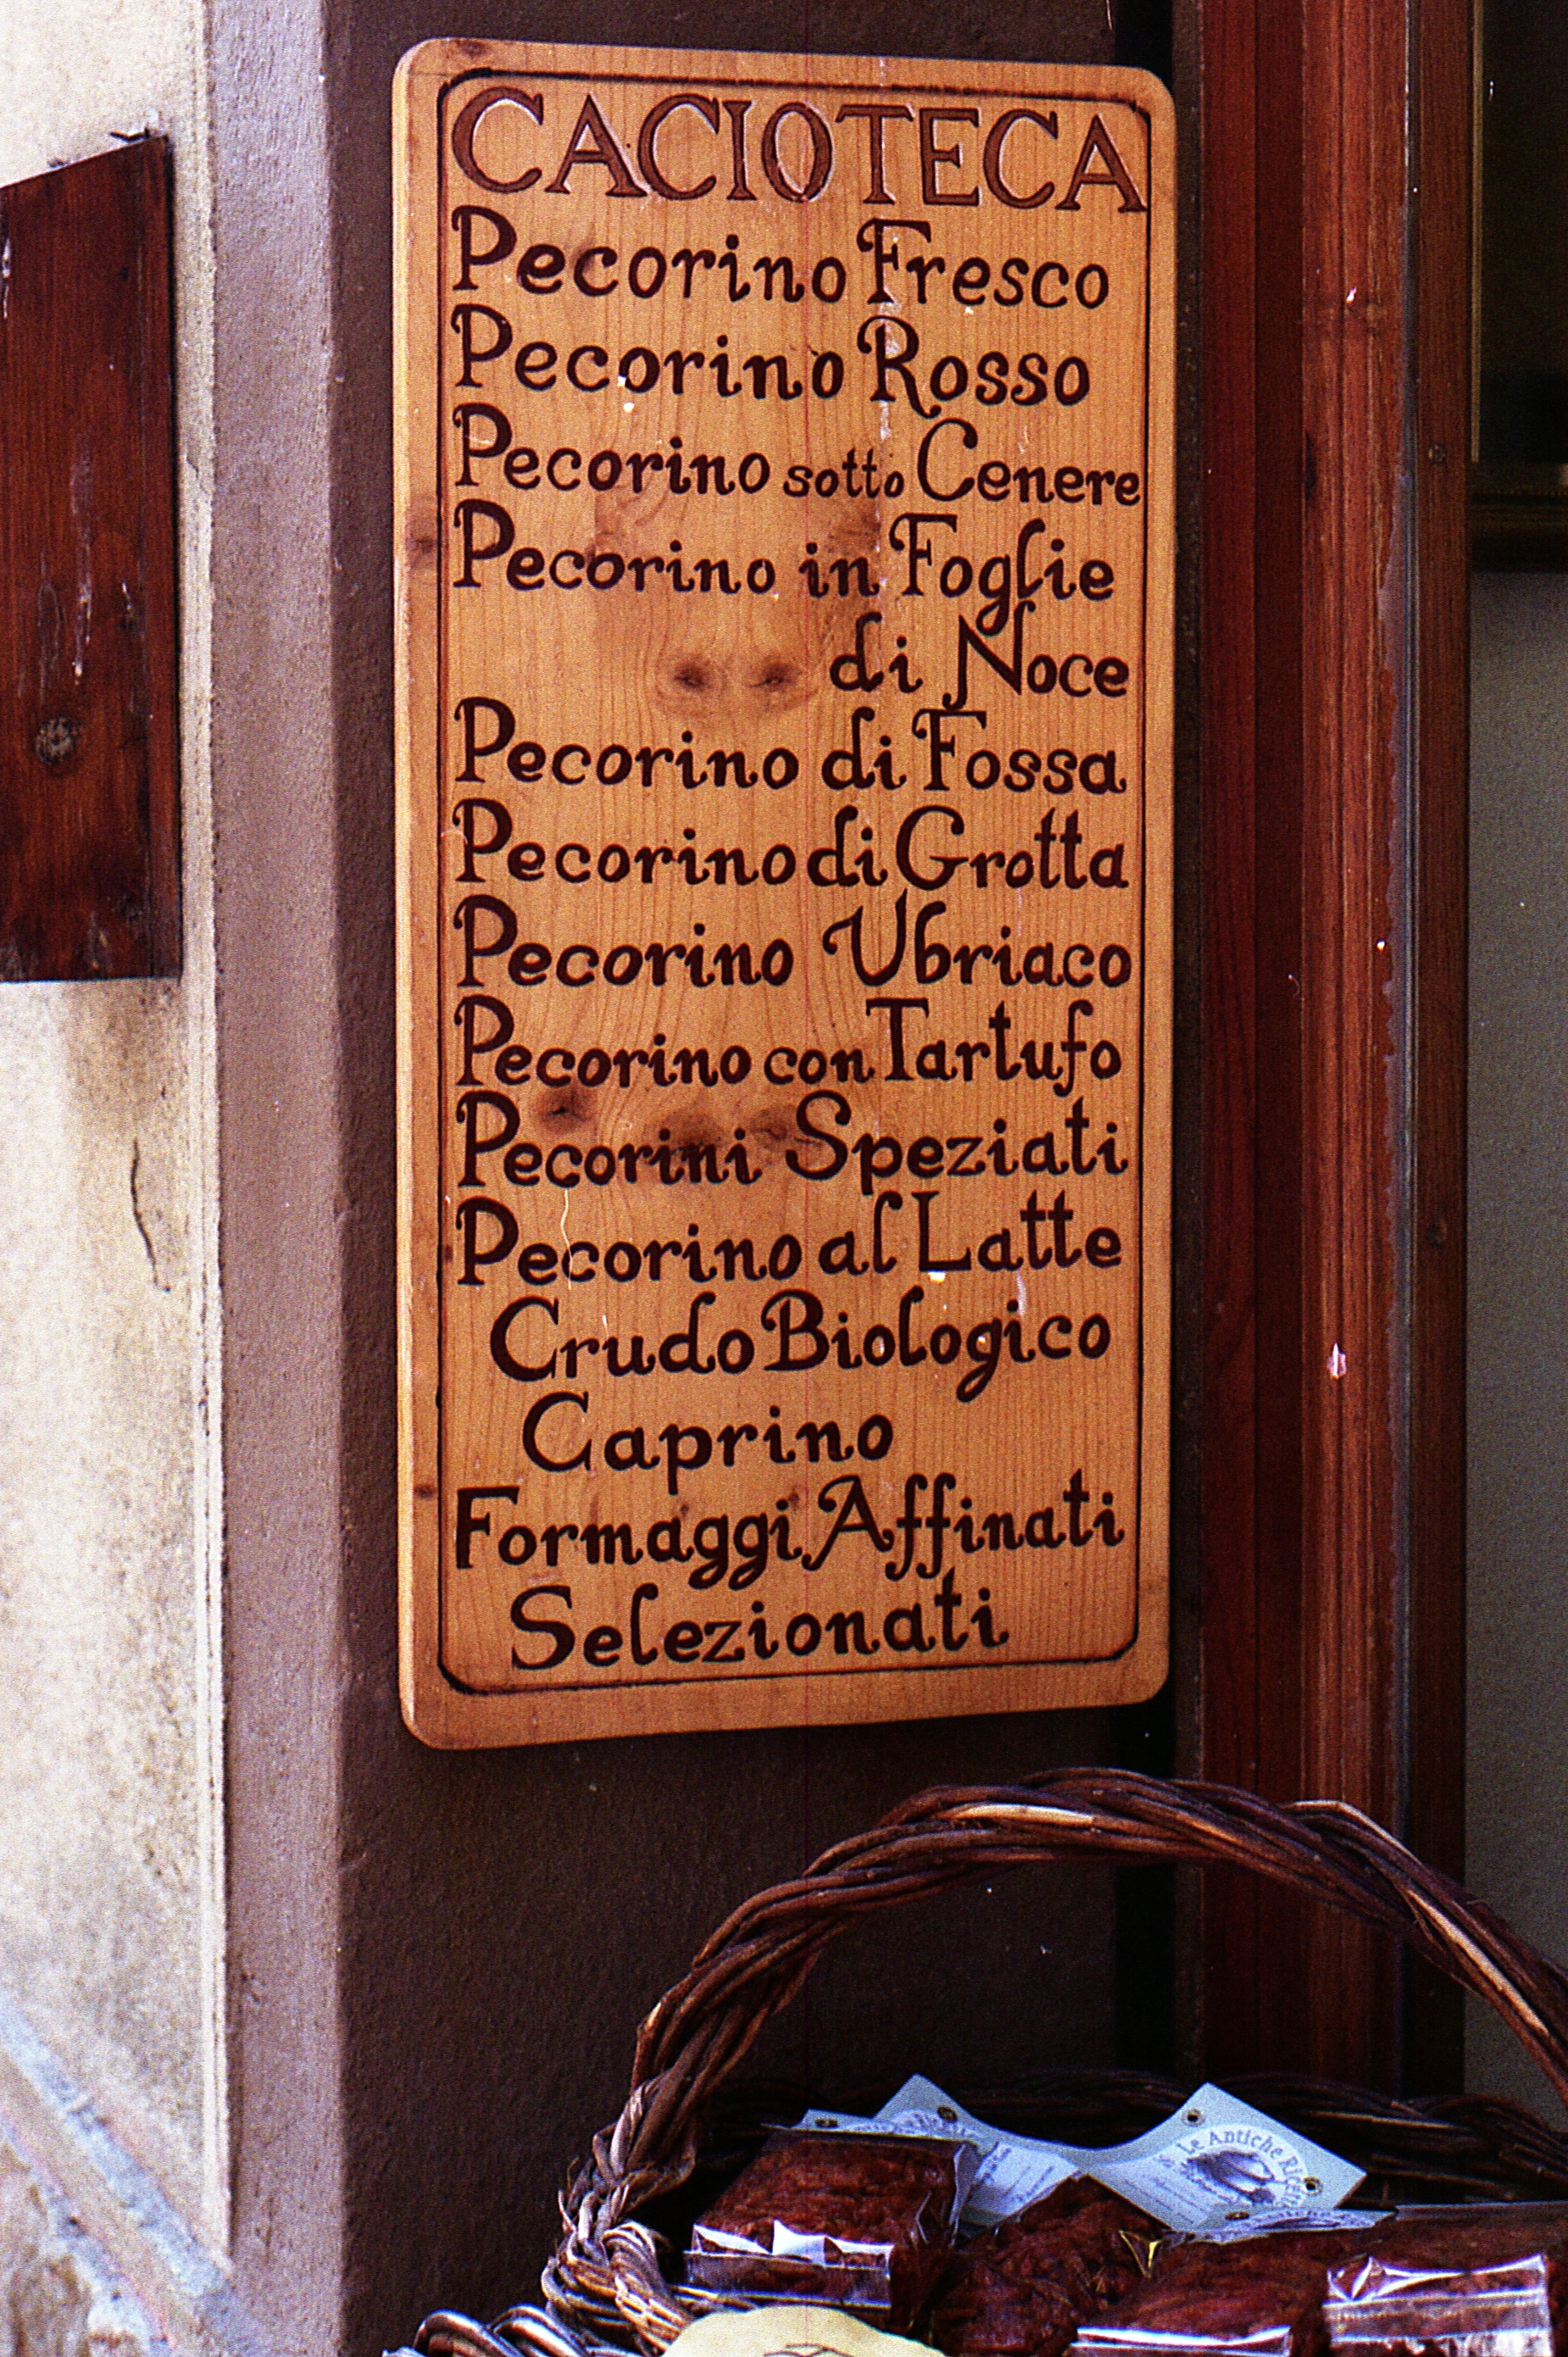 CACIOTECA
Pecorino Fresco
Pecorino Rosso
Pecorino sotto Cenere
Pecorino in Foglie
di Noce
Pecorino di Fossa
Pecorino di Grotta
Pecorino Ubriaco
Pecorino con Tartufo
Pecorini Speziati
Pecorino al Latte
Crudo Biologico
Caprino
Formaggi Affinati
Selezionati
Le Antiche